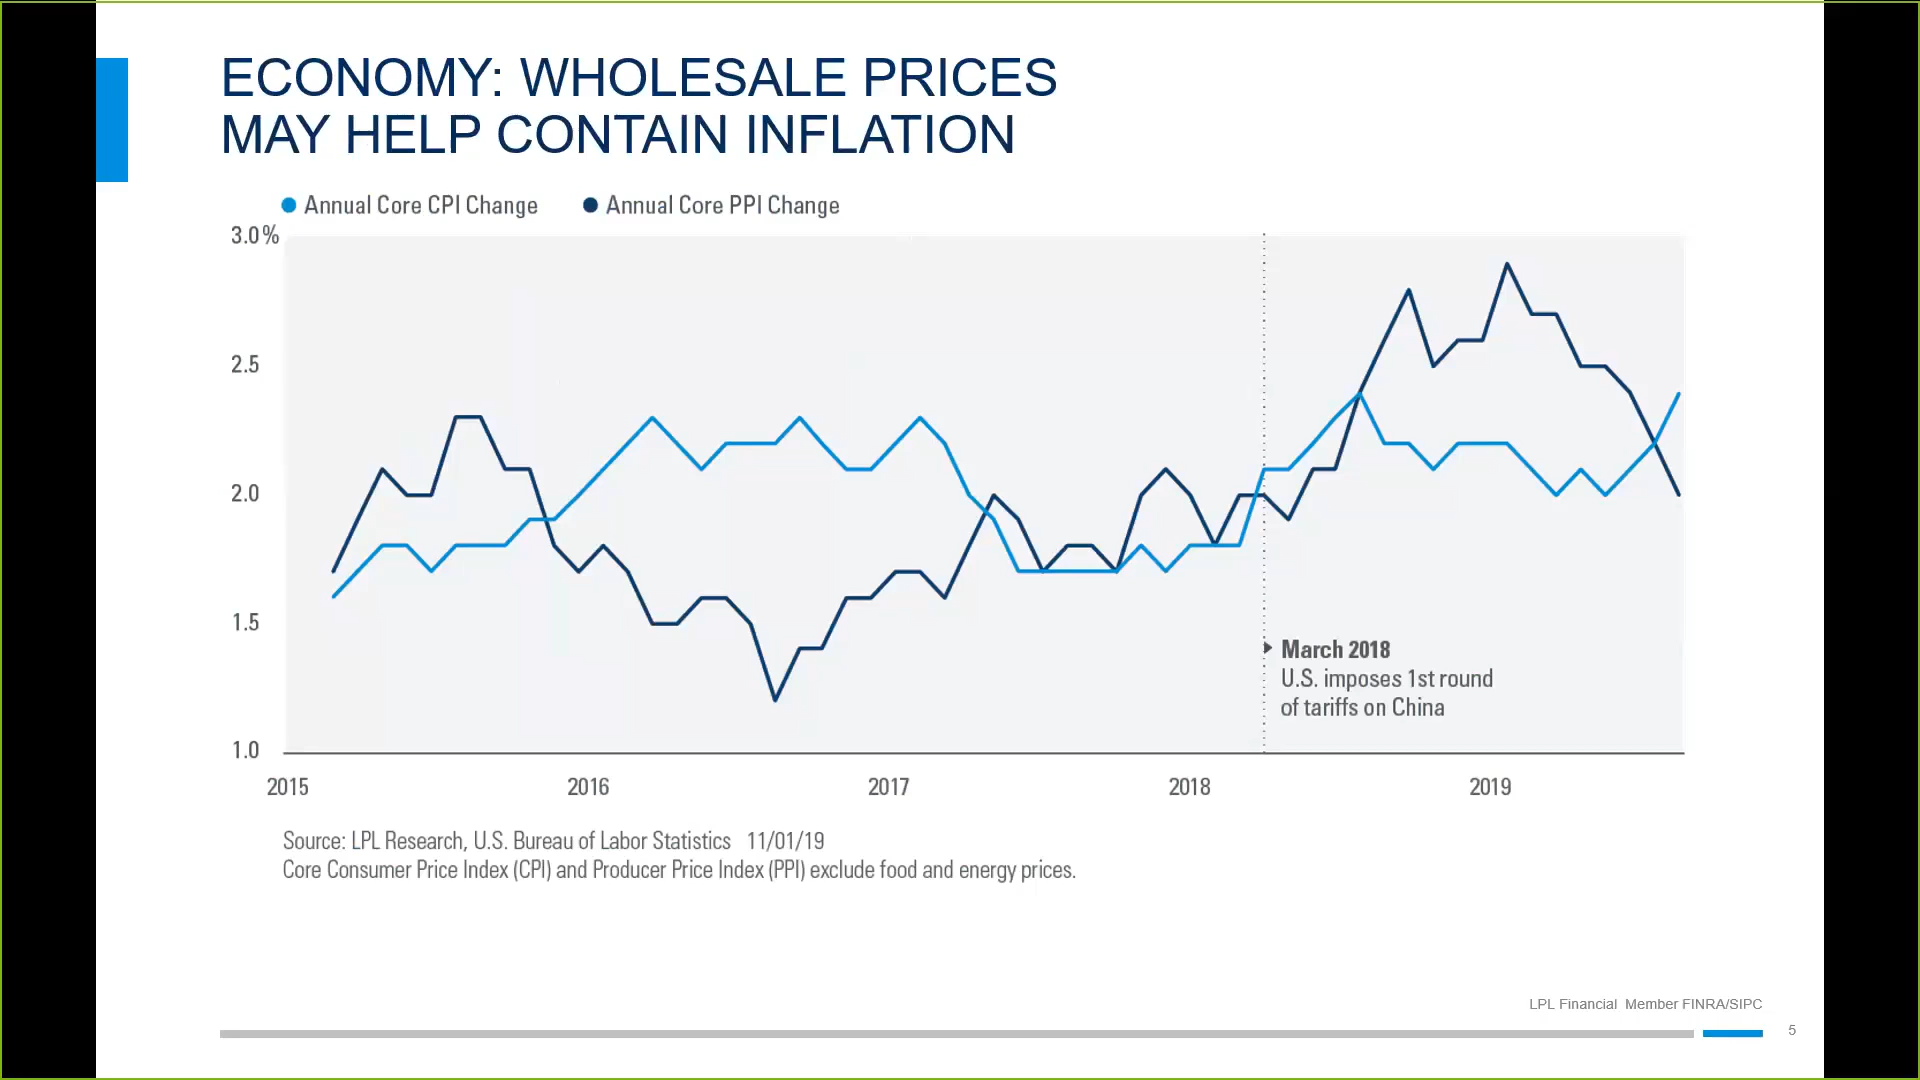 ECONOMY: WHOLESALE PRICES
MAY HELP CONTAIN INFLATION
Annual Core CPI Change
Annual Core PPI Change
3.0%
2.5
2.0
1.5
1.0
March 2018
U.S. imposes 1st round
of tariffs on China
2015
2016
2017
2018
2019
Source: LPL Research, U.S. Bureau of Labor Statistics 11/01/19
Core Consumer Price Index (CPI) and Producer Price Index (PPI) exclude food and energy prices.
LPL Financial Member FINRA/SIPC
5